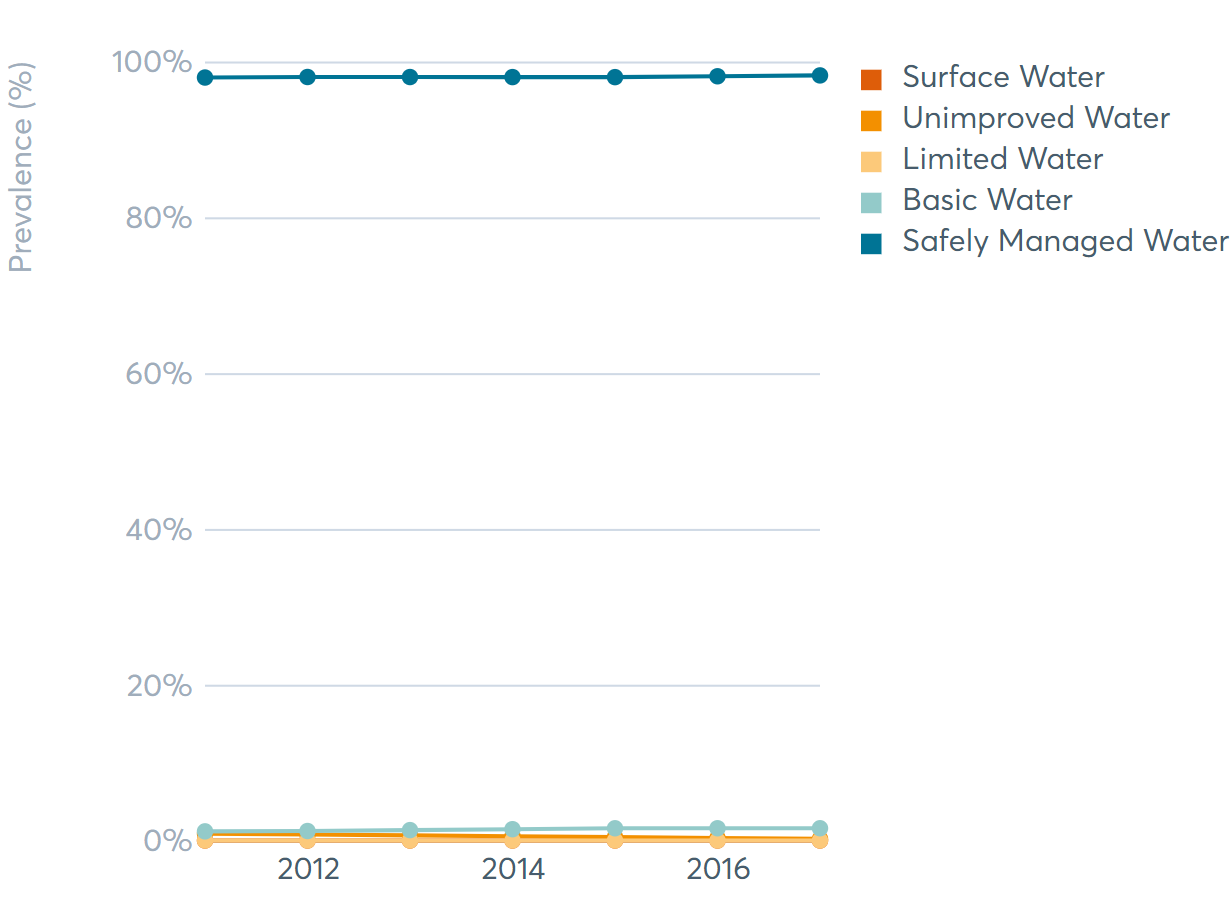 Prevalence (%)
100%
80%
60%
40%
20%
0%
2012
2014
2016
Surface Water
Unimproved Water
Limited Water
Basic Water
Safely Managed Water